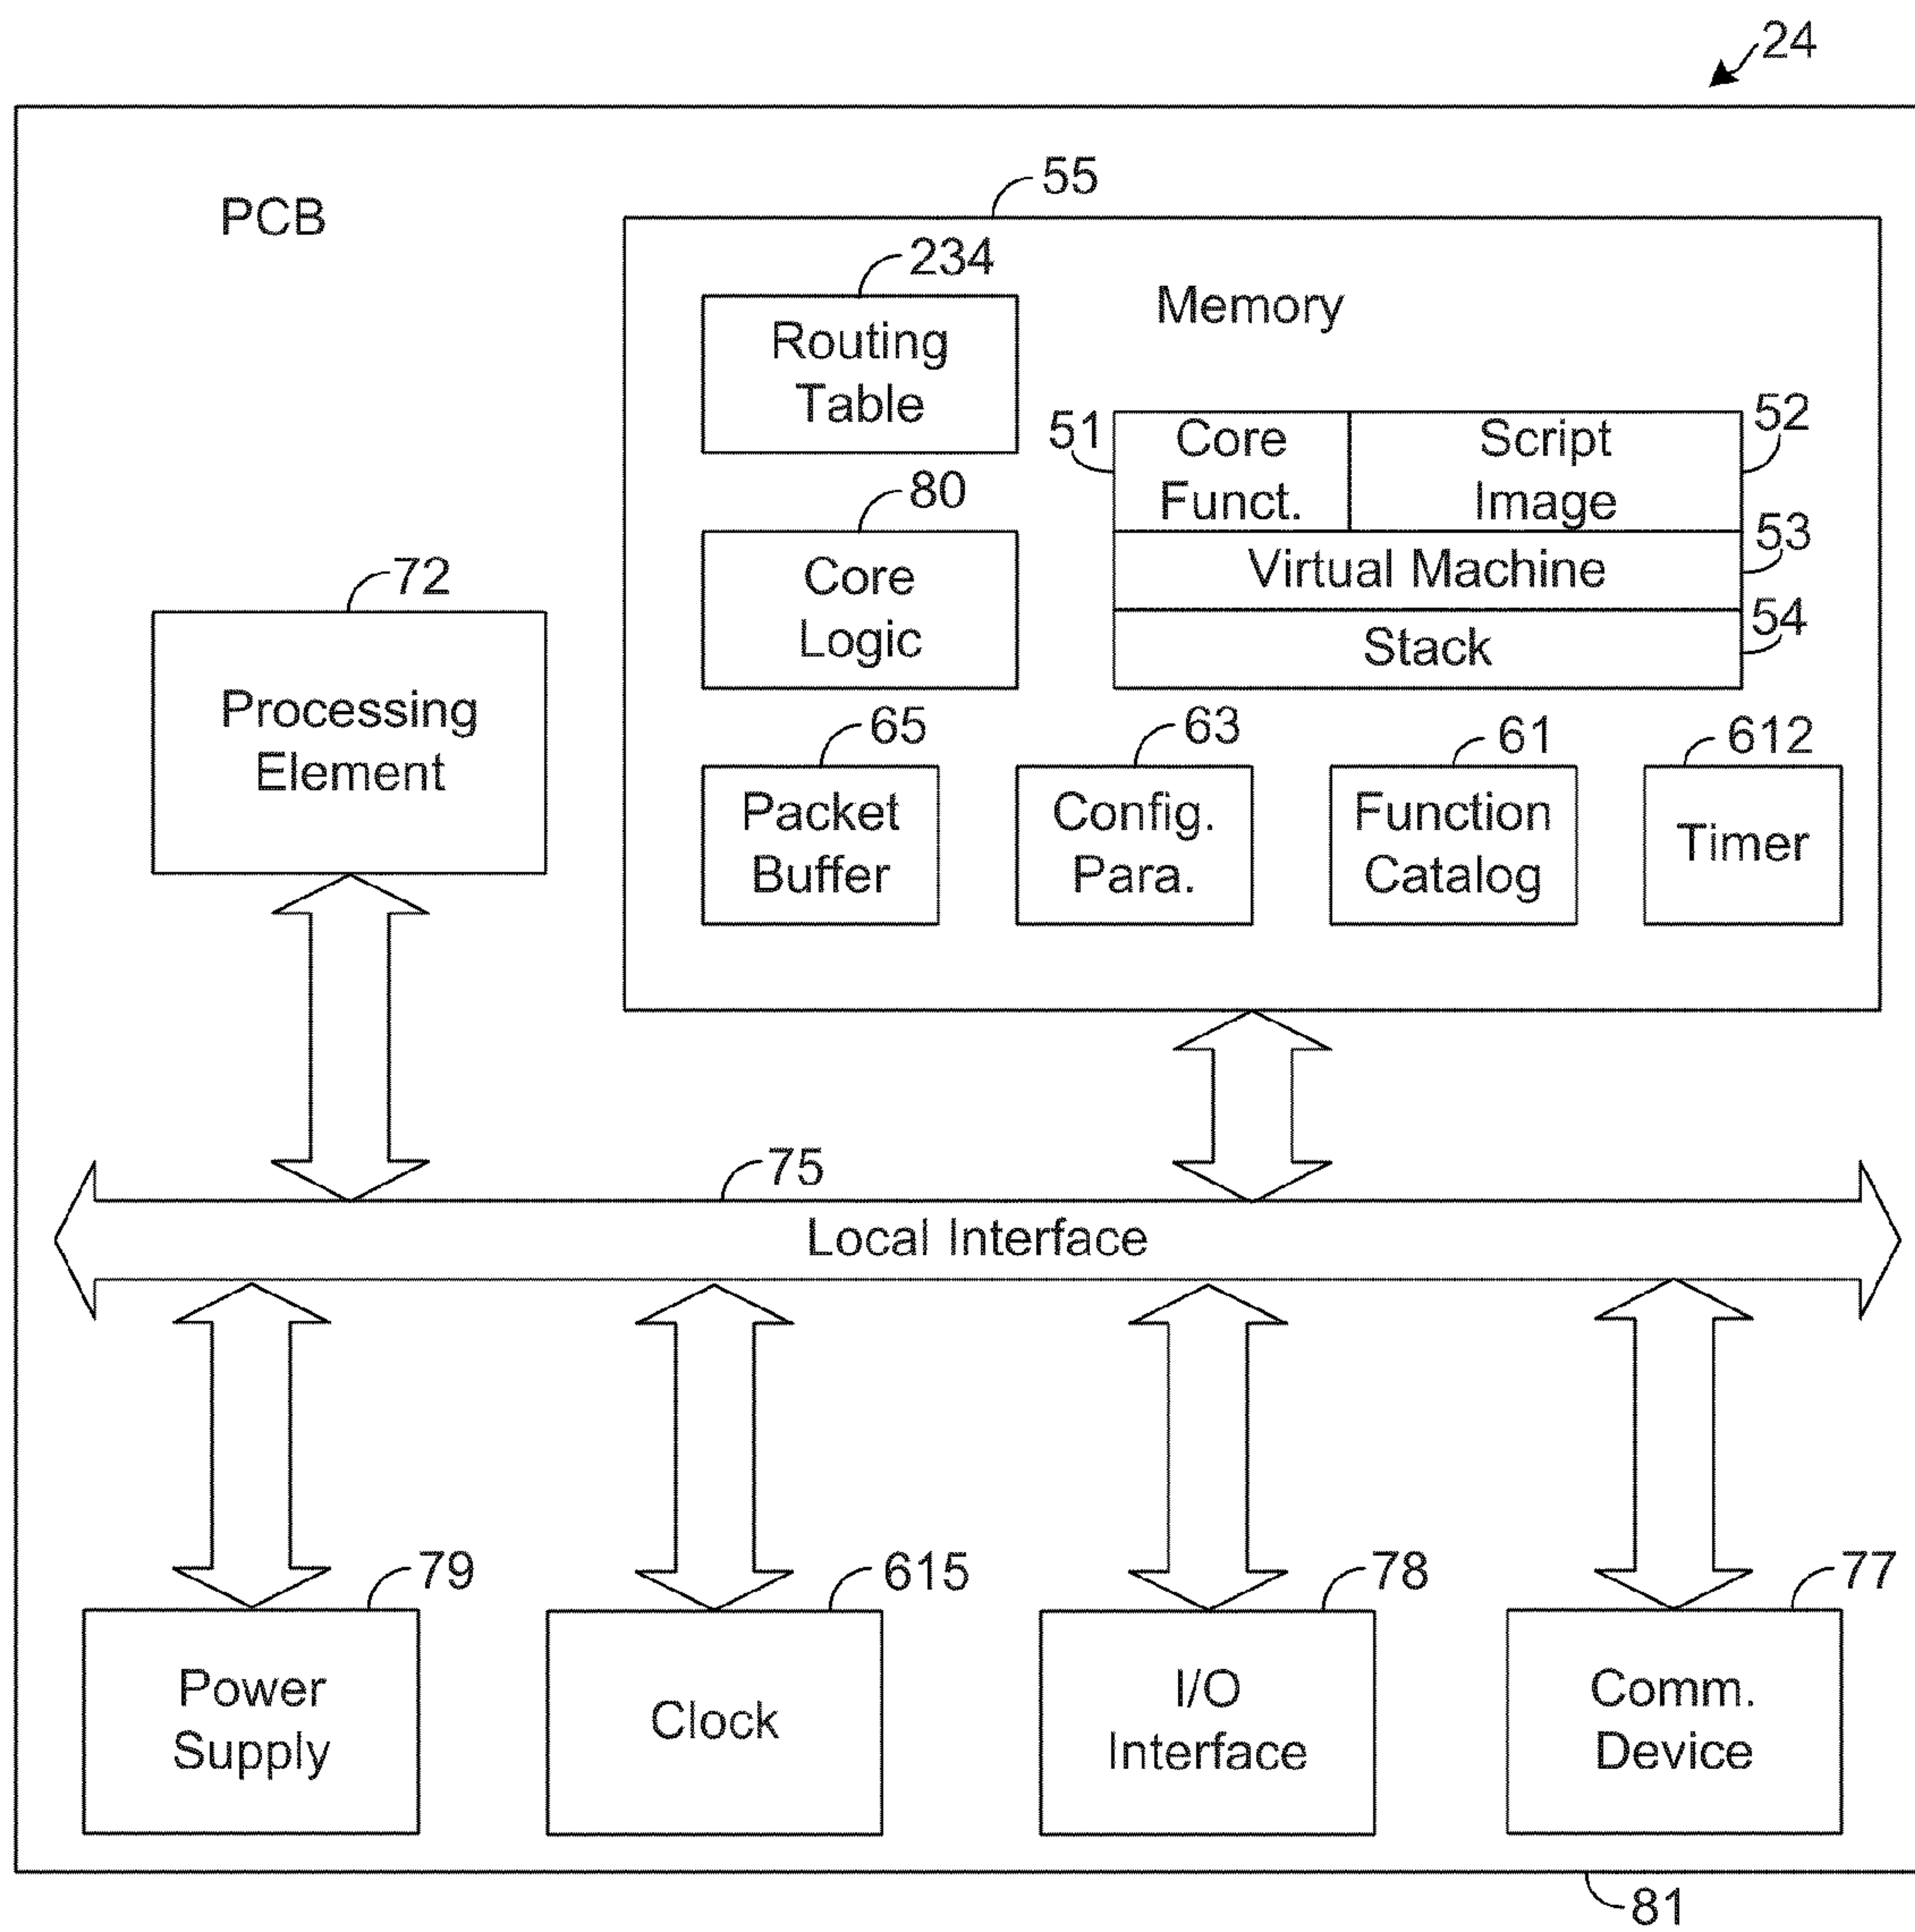 24
PCB
55
234
Memory
Routing
Table
51
Core
Funct.
Script
Image
52
80
Core
Logic
Virtual Machine
53
Stack
54
72
Processing
Element
65
Packet
Buffer
63
Config.
Para.
61
Function
Catalog
612
Timer
75
Local Interface
79
Power
Supply
615
Clock
78
I/O
Interface
77
Comm.
Device
81